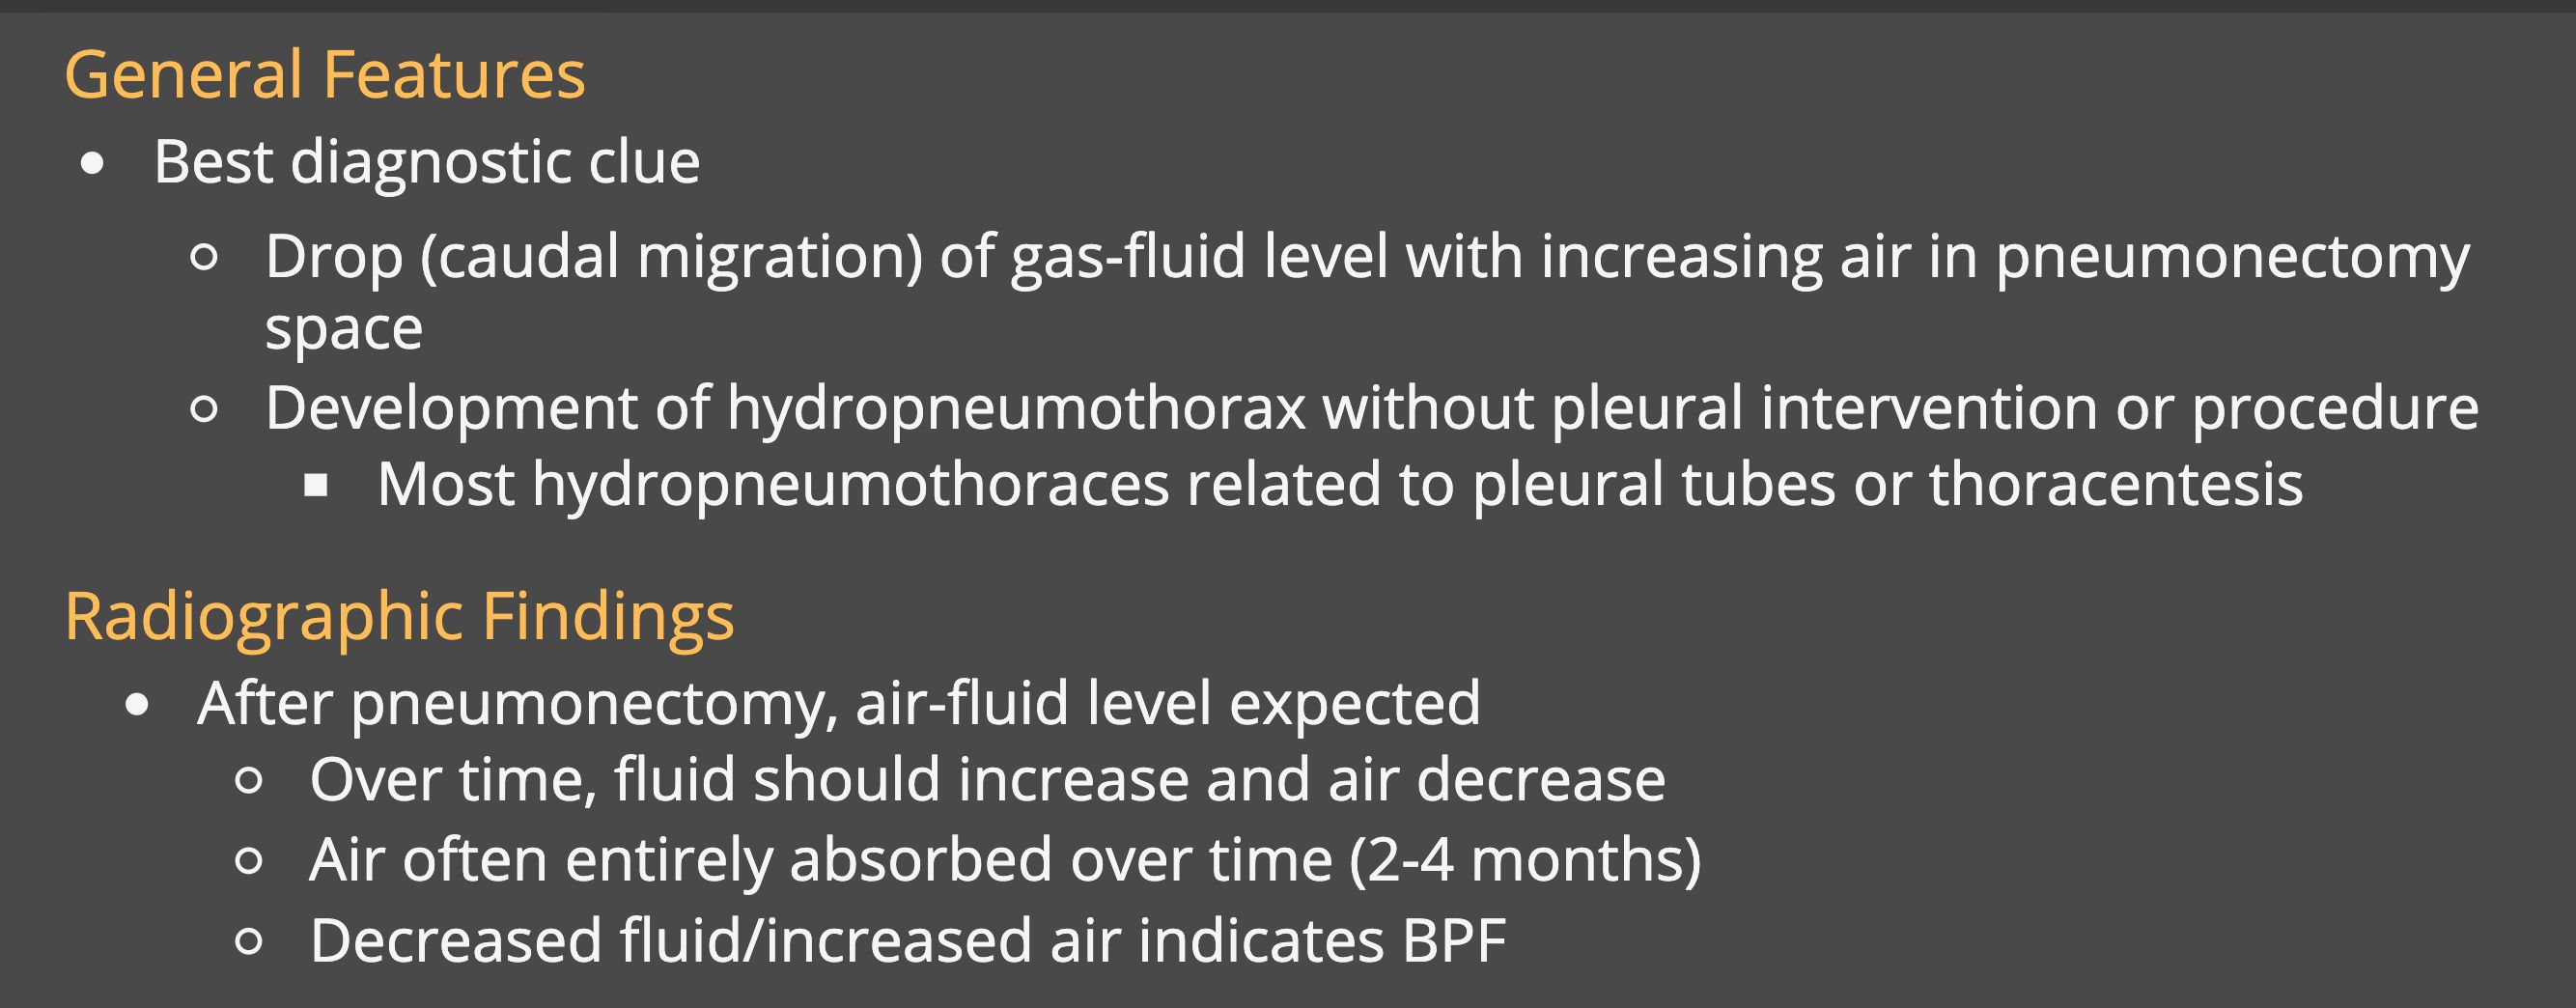 General Features
Best diagnostic clue
Drop (caudal migration) of gas-fluid level with increasing air in pneumonectomy
space
Development of hydropneumothorax without pleural intervention or procedure
Most hydropneumothoraces related to pleural tubes or thoracentesis
Radiographic Findings
After pneumonectomy, air-fluid level expected
Over time, fluid should increase and air decrease
Air often entirely absorbed over time (2-4 months)
Decreased fluid/increased air indicates BPF